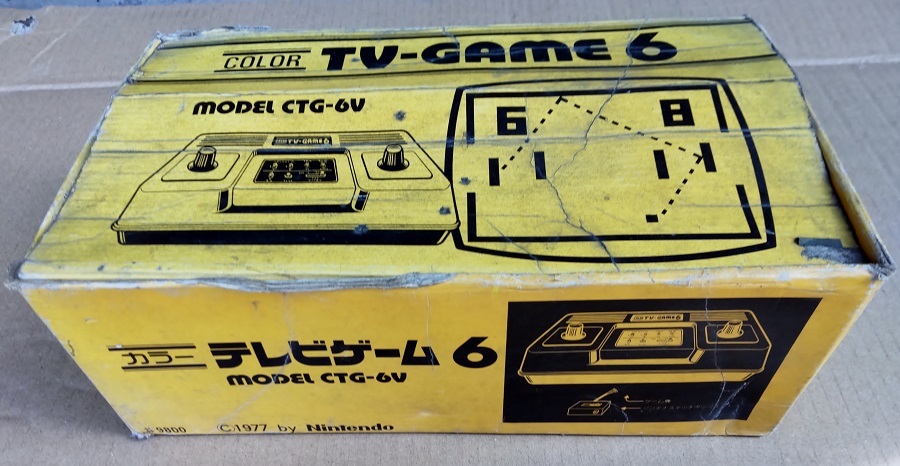 COLOR TV-GAME 6
MODEL CTG-6V
TV-GAME 6
6 8
カラー テレビゲーム 6
MODEL CTG-6V
TV-GAME 6
9800 C.1977 by Nintendo